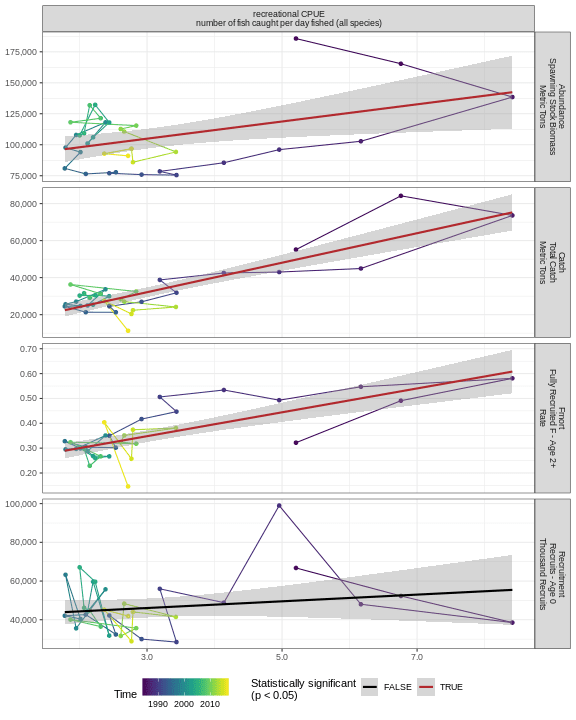 recreational CPUE
number of fish caught per day fished (all species)
175,000
150,000
125,000
100,000
75,000
Abundance
Spawning Stock Biomass
Metric Tons
80,000
60,000
40,000
20,000
Catch
Total Catch
Metric Tons
0.70
0.60
0.50
0.40
0.30
0.20
Fmort
Fully Recruited F - Age 2+
Rate
100,000
80,000
60,000
40,000
Recruitment
Recruits - Age 0
Thousand Recruits
3.0 5.0 7.0
Time
1990 2000 2010
Statistically significant
(p < 0.05)
FALSE TRUE